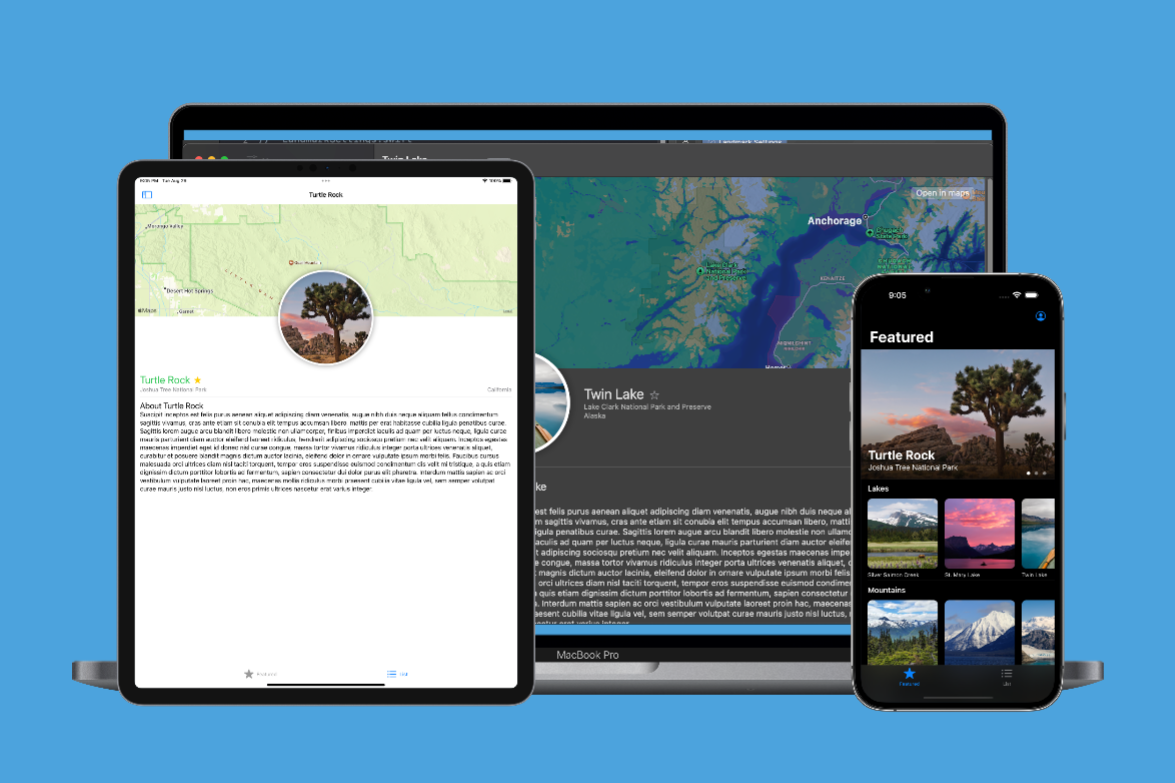 Landmark Settings
Twin Lake
Open in maps
Anchorage
Twin Lake ☆
Lake Clark National Park and Preserve
Alaska
ke
est felis purus aenean aliquet adipiscing diam venenatis, augue nibh duis neque al
m sagittis vivamus, cras ante etiam sit conubia elit tempus accumsan libero, matti
igula penatibus curae. Sagittis lorem augue arcu blandit libero molestie non ullam
iaculis ad quam per luctus neque, ligula curae mauris parturient diam auctor eleife
t adipiscing sociosqu pretium nec velit aliquam. Inceptos egestas maecenas impe
e congue, massa tortor vivamus ridiculus integer porta ultrices venenatis aliquet, c
t magnis dictum auctor lacinia, eleifend dolor in ornare vulputate ipsum morbi felis
orci ultrices diam nisl taciti torquent, tempor eros suspendisse euismod condimen
a quis etiam dignissim porttitor lobortis ad fermentum, sapien consectetur
. Interdum mattis sapien ac orci vestibulum vulputate laoreet proin hac, maecenas
aesent cubilia vitae ligula vel, sem semper volutpat curae mauris justo nisl luctus,
MacBook Pro
9:05 PM Tue Aug 29
100%
Turtle Rock
Morongo Valley
Desert Hot Springs
Garnet
Maps
Turtle Rock ★
Joshua Tree National Park
California
About Turtle Rock
Suscipit inceptos est felis purus aenean aliquet adipiscing diam venenatis, augue nibh duis neque aliquam tellus condimentum
sagittis vivamus, cras ante etiam sit conubia elit tempus accumsan libero, mattis per erat habitasse cubilia ligula penatibus curae.
Sagittis lorem augue arcu blandit libero molestie non ullamcorper, finibus imperdiet iaculis ad quam per luctus neque, ligula curae
mauris parturient diam auctor eleifend laoreet ridiculus, hendrerit adipiscing sociosqu pretium nec velit aliquam. Inceptos egestas
maecenas imperdiet eget id donec nisl curae congue, massa tortor vivamus ridiculus integer porta ultrices venenatis aliquet,
curabitur et posuere blandit magnis dictum auctor lacinia, eleifend dolor in ornare vulputate ipsum morbi felis. Faucibus cursus
malesuada orci ultrices diam nisl taciti torquent, tempor eros suspendisse euismod condimentum dis velit mi tristique, a quis etiam
dignissim dictum porttitor lobortis ad fermentum, sapien consectetur dui dolor purus elit pharetra. Interdum mattis sapien ac orci
vestibulum vulputate laoreet proin hac, maecenas mollis ridiculus praesent cubilia vitae ligula vel, sem semper volutpat
curae mauris justo nisl luctus, non eros primis ultrices nascetur erat varius integer.
Featured
List
9:05
Featured
Turtle Rock
Joshua Tree National Park
Lakes
Silver Salmon Creek
St. Mary Lake
Twin Lake
Mountains
Featured
List